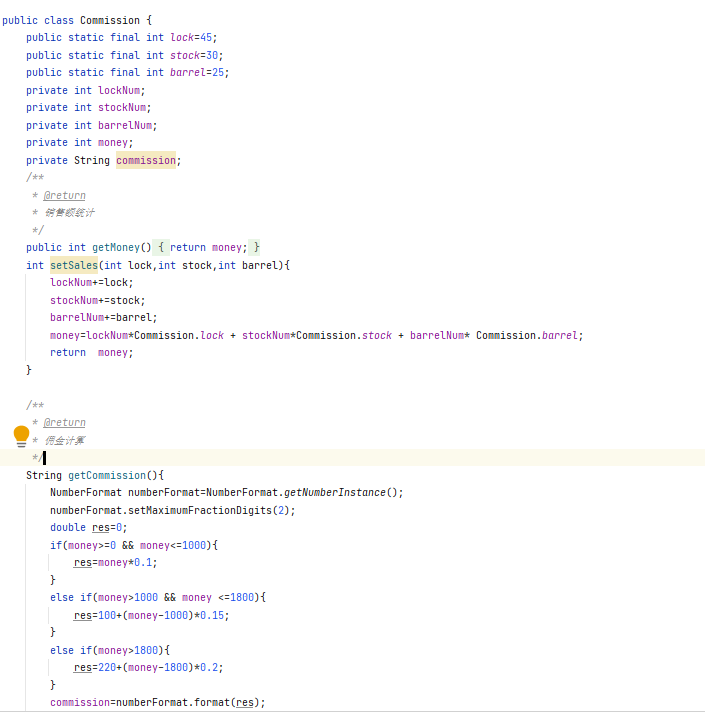 public class Commission {
    public static final int lock=45;
    public static final int stock=30;
    public static final int barrel=25;
    private int lockNum;
    private int stockNum;
    private int barrelNum;
    private int money;
    private String commission;
    /**
     * @return
     * 销售额统计
     */
    public int getMoney() { return money; }
    int setSales(int lock,int stock,int barrel){
        lockNum+=lock;
        stockNum+=stock;
        barrelNum+=barrel;
        money=lockNum*Commission.lock + stockNum*Commission.stock + barrelNum* Commission.barrel;
        return  money;
    }

    /**
     * @return
     * 佣金计算
     */
    String getCommission(){
        NumberFormat numberFormat=NumberFormat.getNumberInstance();
        numberFormat.setMaximumFractionDigits(2);
        double res=0;
        if(money>=0 && money<=1000){
            res=money*0.1;
        }
        else if(money>1000 && money <=1800){
            res=100+(money-1000)*0.15;
        }
        else if(money>1800){
            res=220+(money-1800)*0.2;
        }
        commission=numberFormat.format(res);